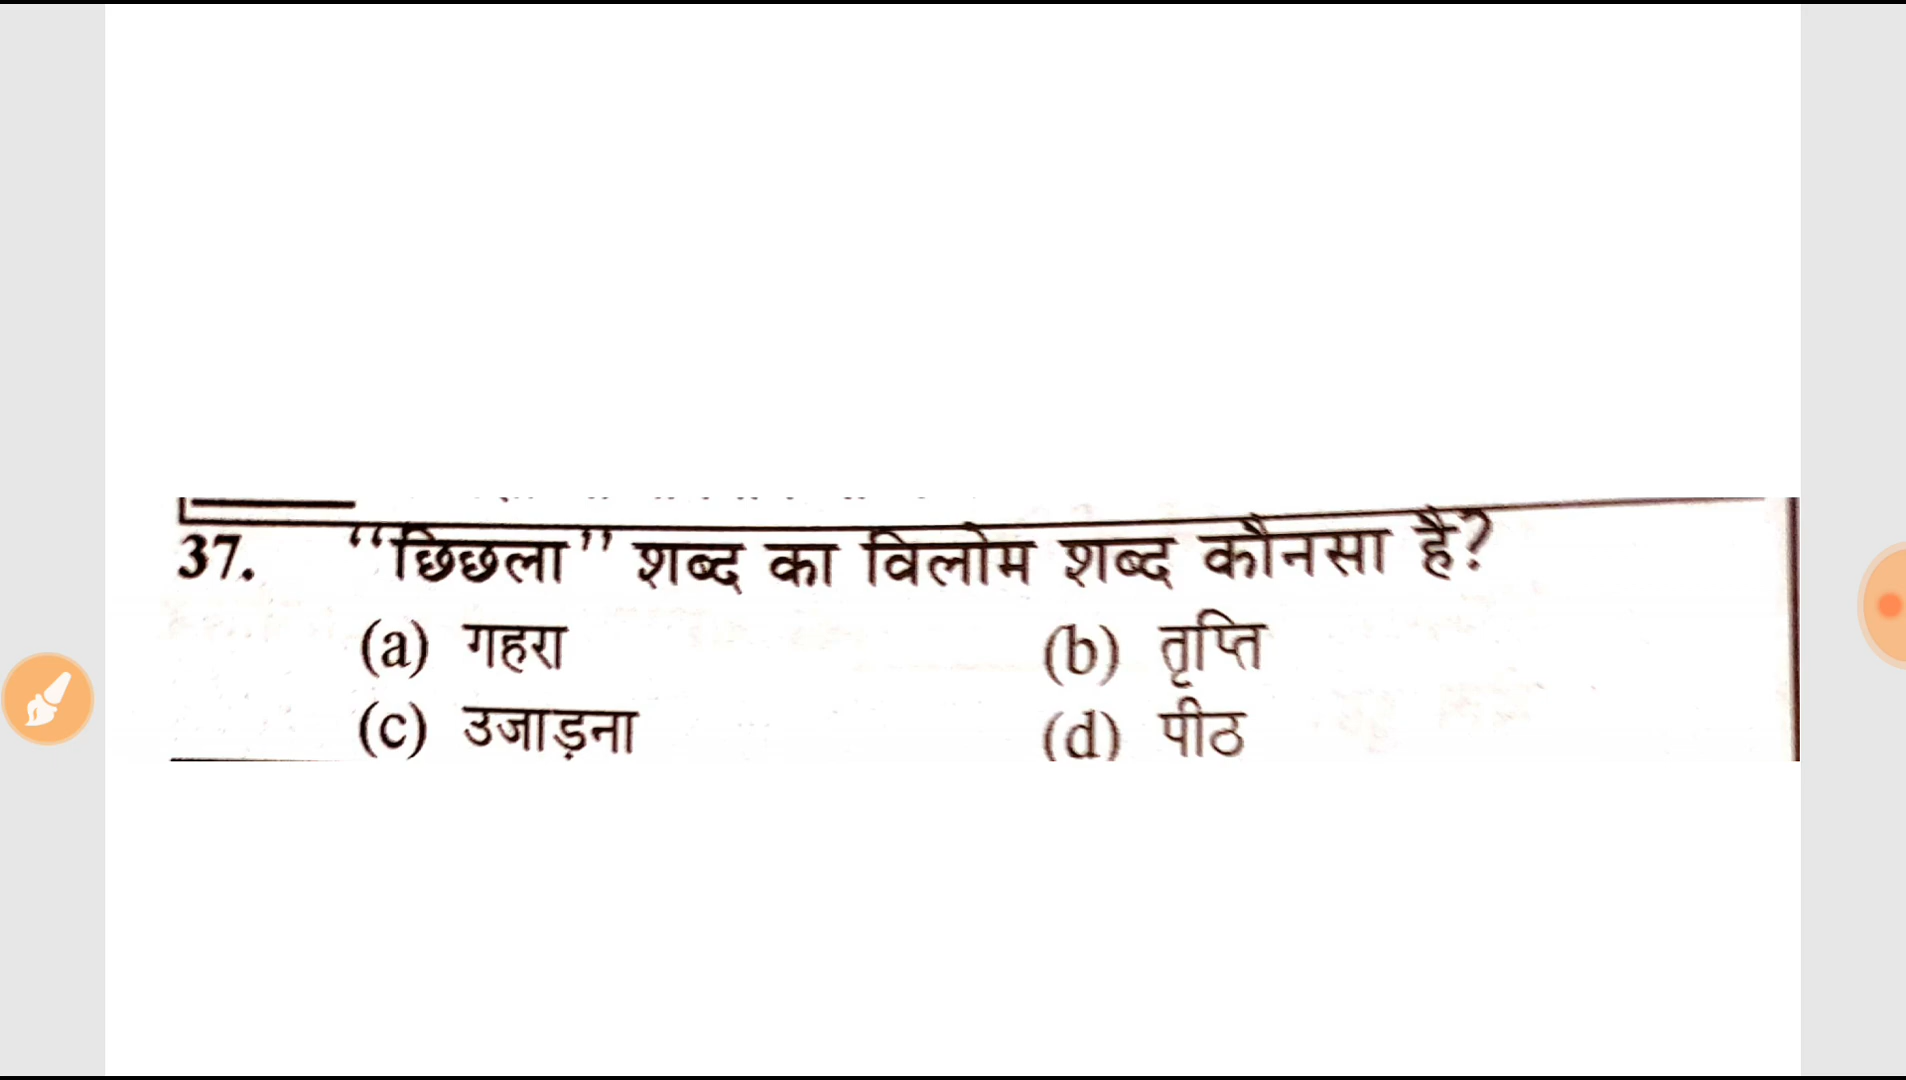 37. “छिछला” शब्द का विलोम शब्द कौनसा है?
(a) गहरा (b) तृप्ति
(c) उजाड़ना (d) पीठ